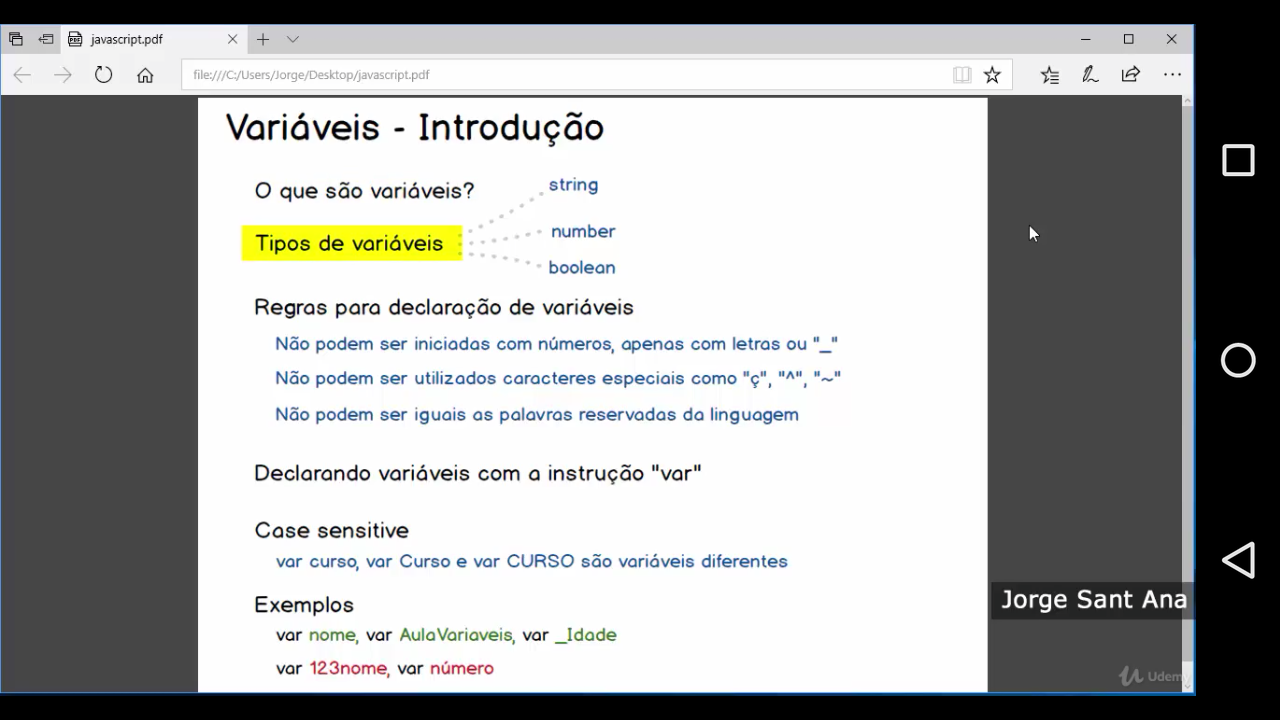 javascript.pdf
file:///C:/Users/Jorge/Desktop/javascript.pdf
Variáveis - Introdução
O que são variáveis?
string
Tipos de variáveis
number
boolean
Regras para declaração de variáveis
Não podem ser iniciadas com números, apenas com letras ou "_"
Não podem ser utilizados caracteres especiais como "ç", "^", "~"
Não podem ser iguais as palavras reservadas da linguagem
Declarando variáveis com a instrução "var"
Case sensitive
var curso, var Curso e var CURSO são variáveis diferentes
Jorge Sant Ana
Exemplos
var nome, var AulaVariaveis, var _Idade
var 123nome, var número
Udemy